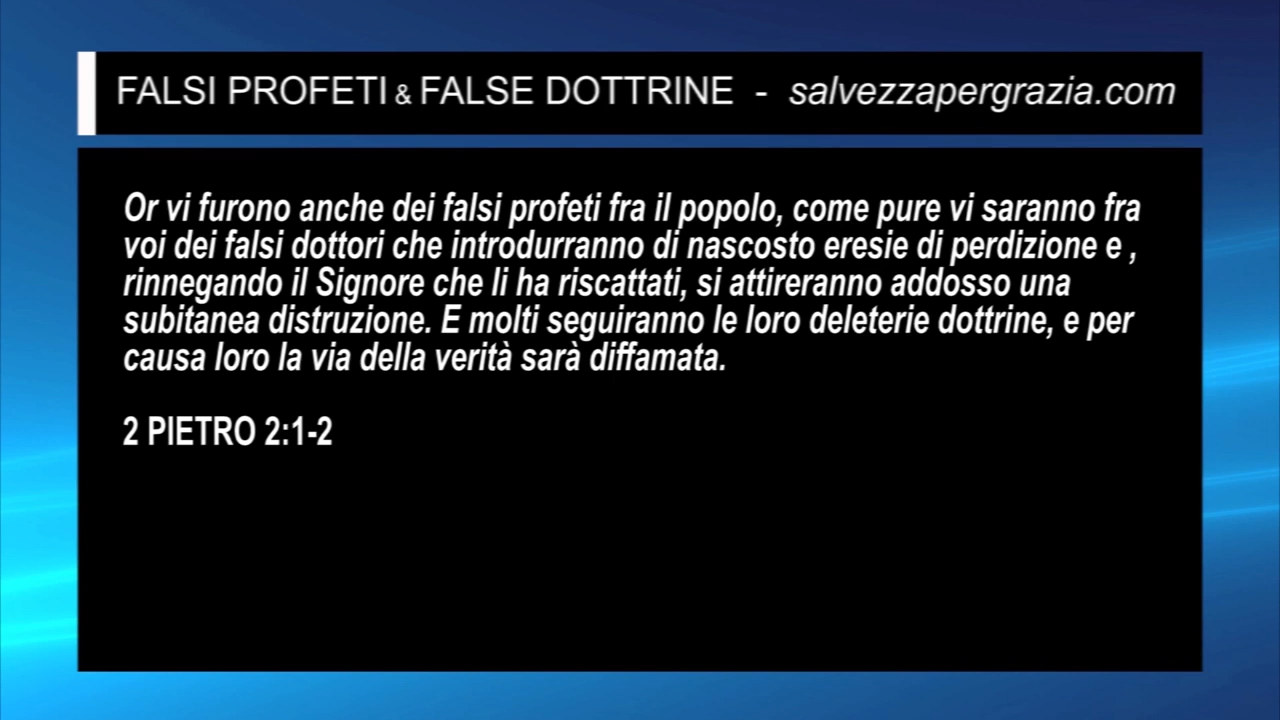 FALSI PROFETI & FALSE DOTTRINE - salvezzapergrazia.com
Or vi furono anche dei falsi profeti fra il popolo, come pure vi saranno fra
voi dei falsi dottori che introdurranno di nascosto eresie di perdizione e ,
rinnegando il Signore che li ha riscattati, si attireranno addosso una
subitanea distruzione. E molti seguiranno le loro deleterie dottrine, e per
causa loro la via della verità sarà diffamata.
2 PIETRO 2:1-2